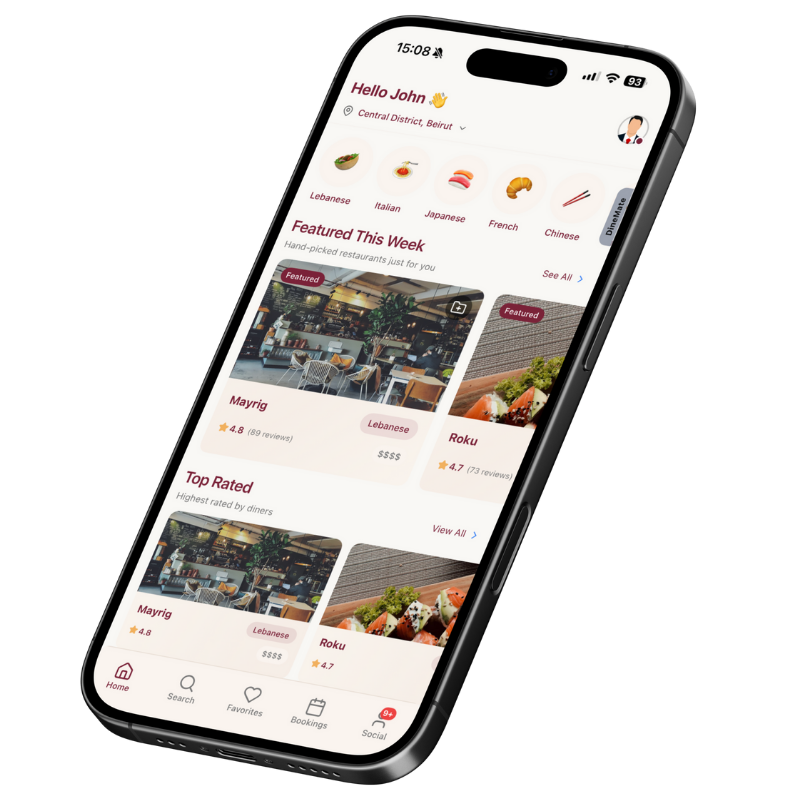 15:08
93
Hello John 👋
Central District, Beirut
Lebanese
Italian
Japanese
French
Chinese
DineMate
Featured This Week
Hand-picked restaurants just for you
See All
Featured
Featured
Mayrig
4.8 (89 reviews)
Lebanese
$$$$
Roku
4.7 (73 reviews)
Top Rated
Highest rated by diners
View All
Mayrig
4.8
Lebanese
$$$$
Roku
4.7
Home
Search
Favorites
Bookings
9+
Social